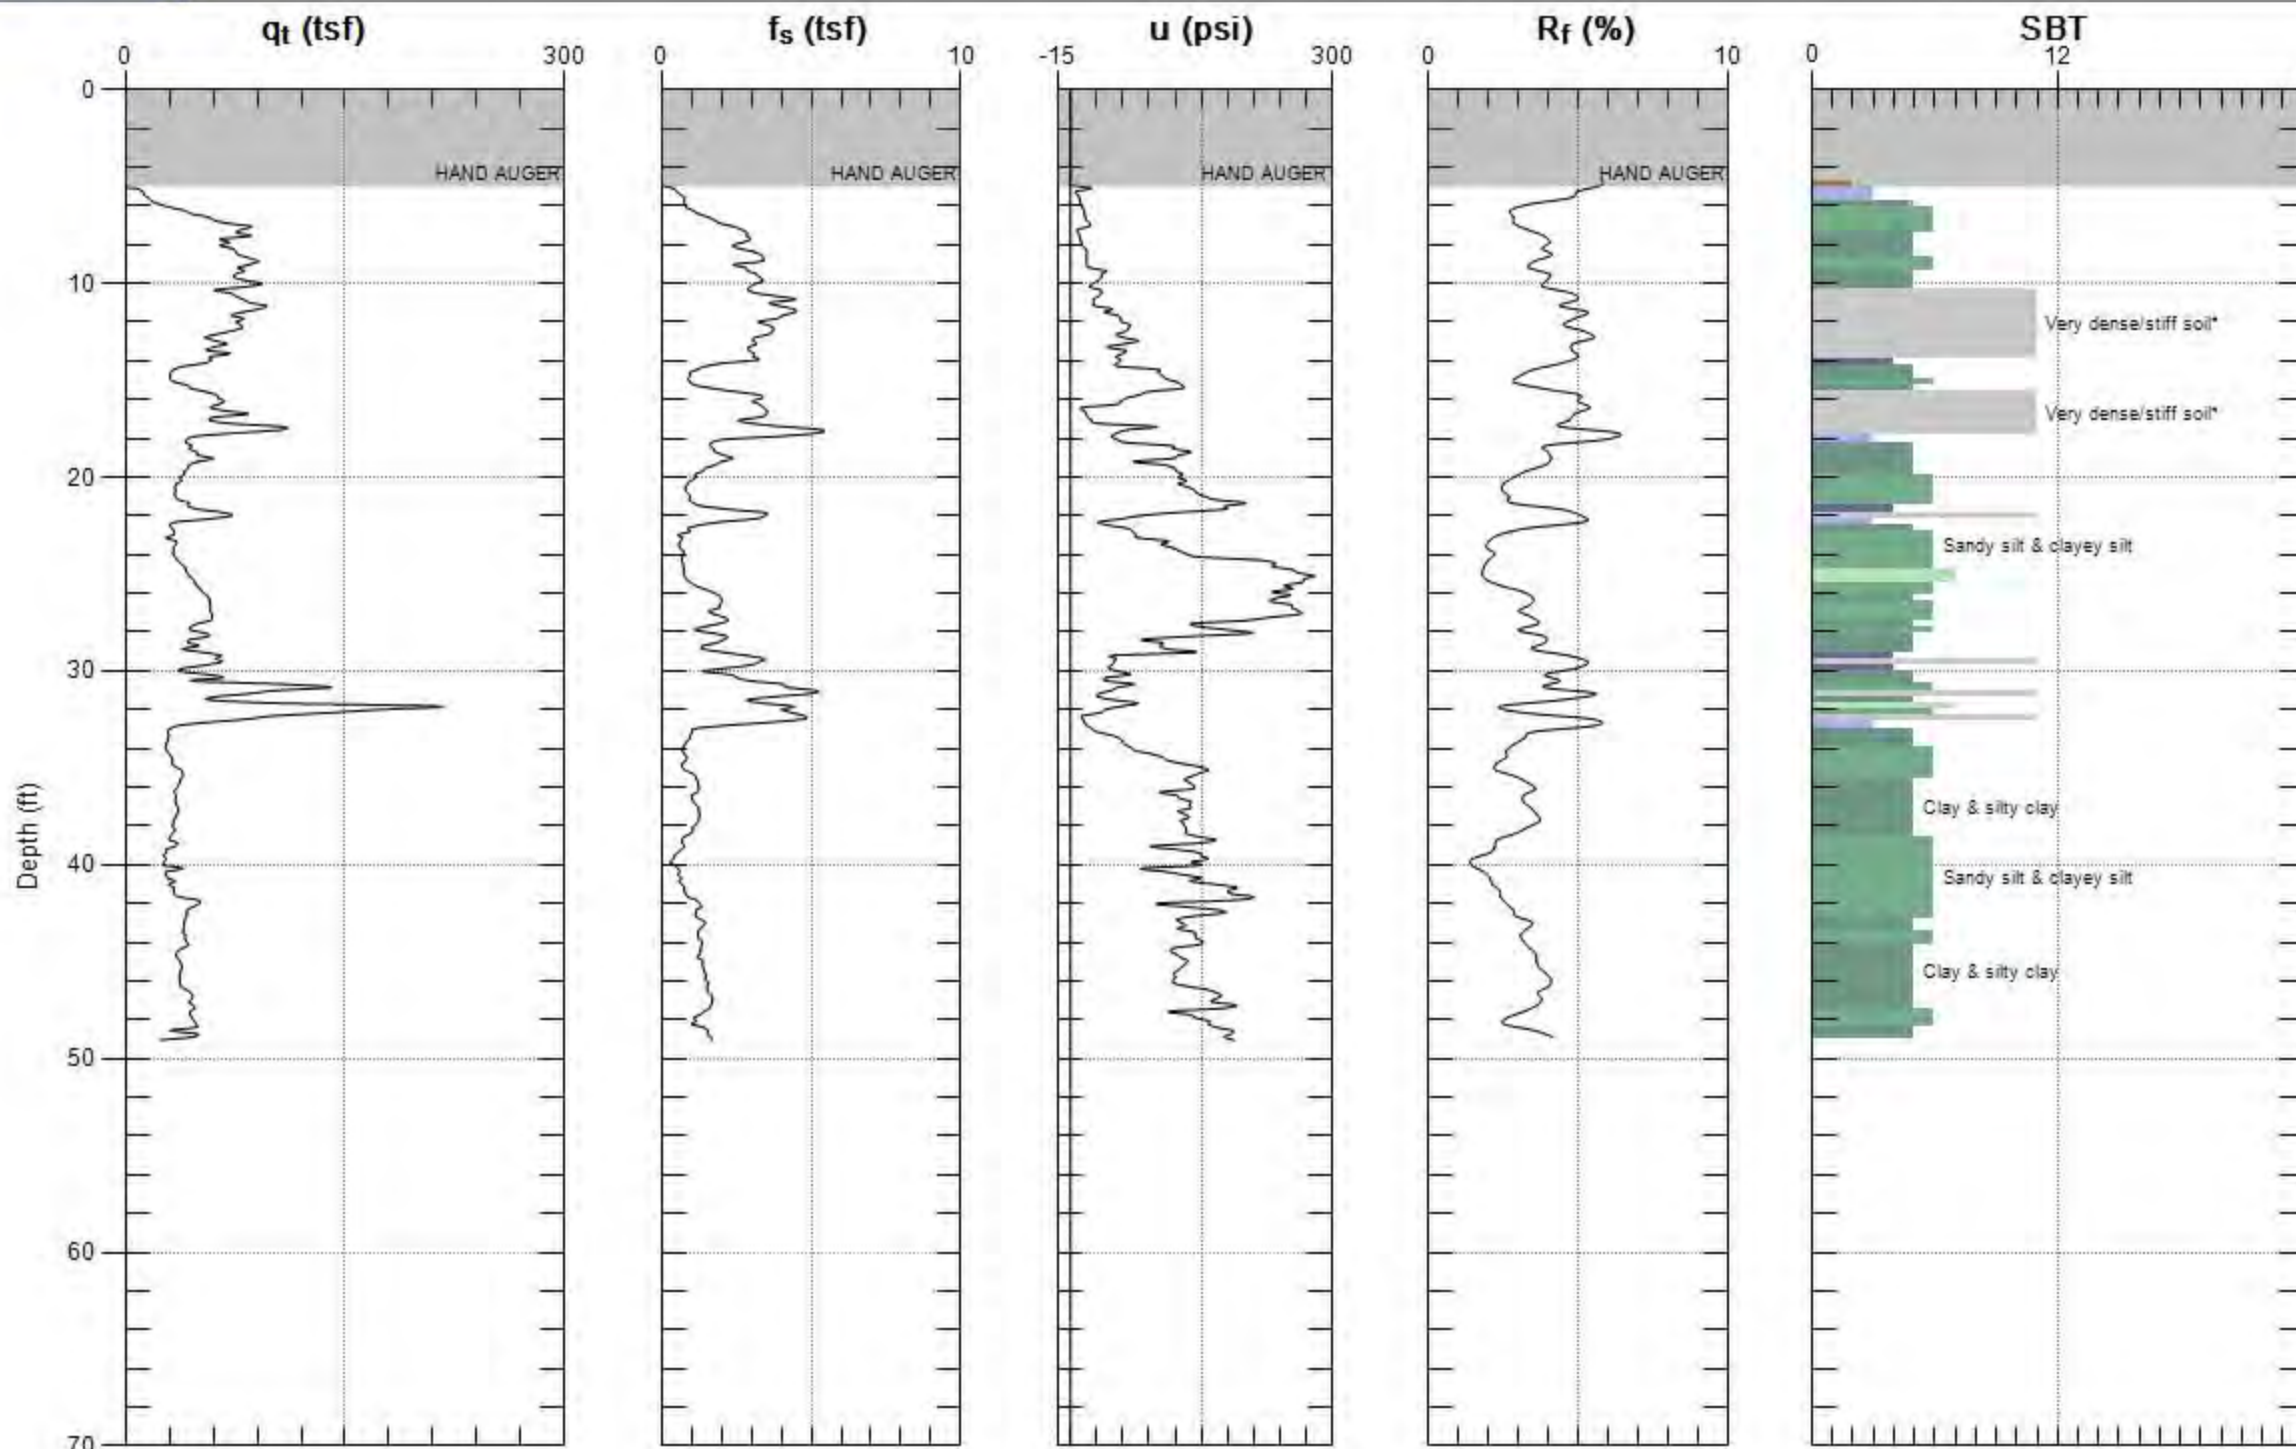 qt (tsf) fs (tsf) u (psi) Rf (%) SBT
0 300 0 10 -15 300 0 10 0 12
0
HAND AUGER HAND AUGER HAND AUGER HAND AUGER
10
Very dense/stiff soil*
Very dense/stiff soil*
20
Sandy silt & clayey silt
30
Clay & silty clay
Depth (ft)
40
Sandy silt & clayey silt
Clay & silty clay
50
60
70